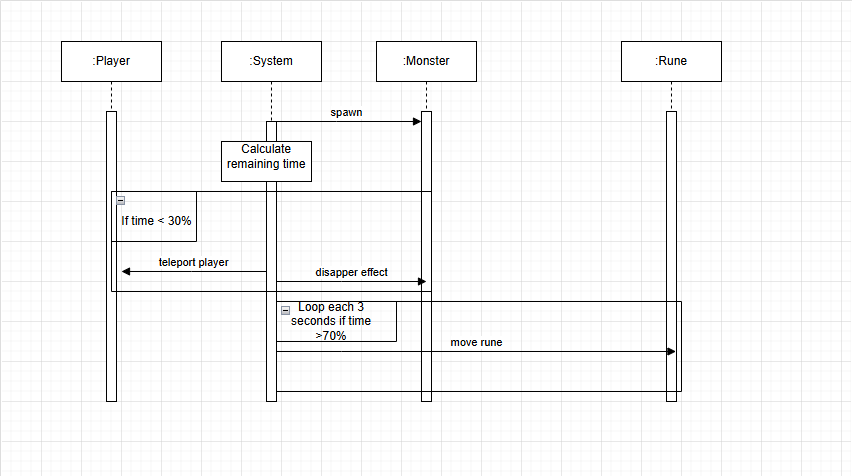 :Player
:System
:Monster
:Rune
spawn
Calculate
remaining time
If time < 30%
teleport player
disapper effect
Loop each 3
seconds if time
>70%
move rune